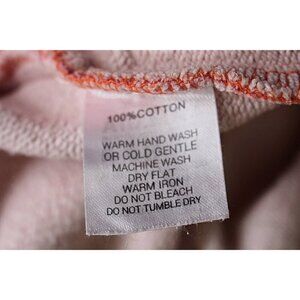 100%COTTON
WARM HAND WASH
OR COLD GENTLE
MACHINE WASH
DRY FLAT
WARM IRON
DO NOT BLEACH
DO NOT TUMBLE DRY